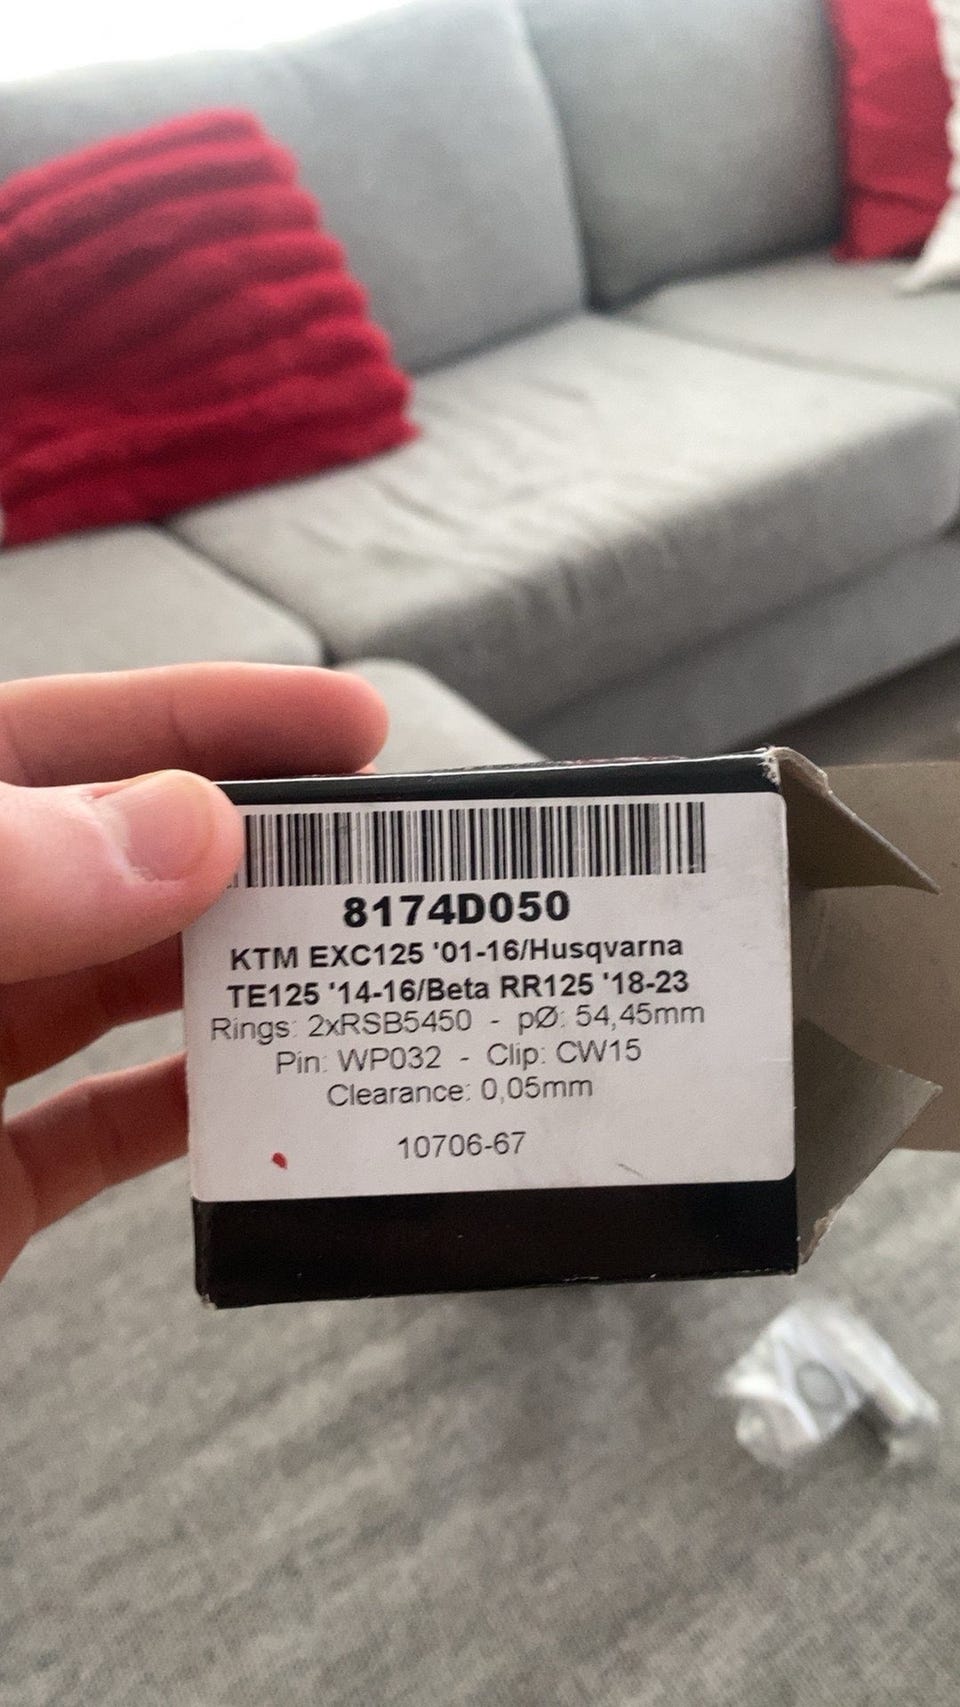 8174D050
KTM EXC125 '01-16/Husqvarna
TE125 '14-16/Beta RR125 '18-23
Rings: 2xRSB5450 - pØ: 54,45mm
Pin: WP032 - Clip: CW15
Clearance: 0,05mm
10706-67